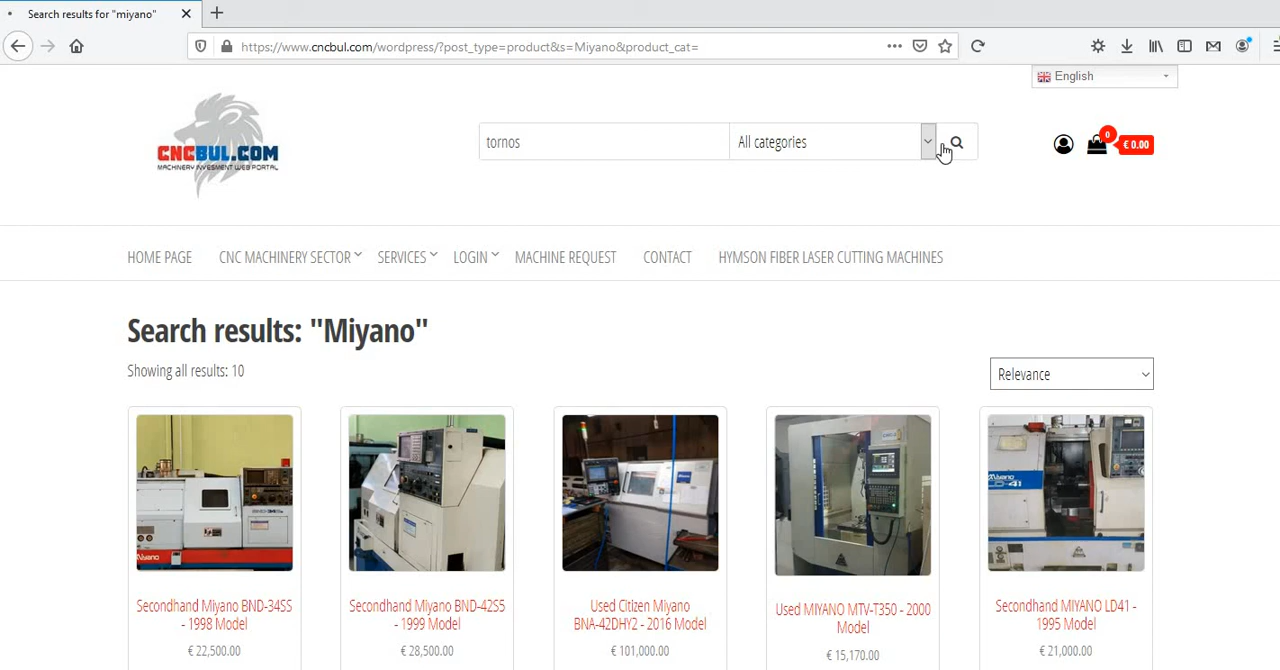 Search results for "miyano"
https://www.cncbul.com/wordpress/?post_type=product&s=Miyano&product_cat=
English
CNCBUL.COM
MACHINERY INVESMENT WEB PORTAL
tornos
All categories
0
€ 0.00
HOME PAGE
CNC MACHINERY SECTOR
SERVICES
LOGIN
MACHINE REQUEST
CONTACT
HYMSON FIBER LASER CUTTING MACHINES
Search results: "Miyano"
Showing all results: 10
Relevance
Miyano
Miyano
LD-41
Secondhand Miyano BND-34S5
- 1998 Model
€ 22,500.00
Secondhand Miyano BND-42S5
- 1999 Model
€ 28,500.00
Used Citizen Miyano
BNA-42DHY2 - 2016 Model
€ 101,000.00
Used MIYANO MTV-T350 - 2000
Model
€ 15,170.00
Secondhand MIYANO LD41 -
1995 Model
€ 21,000.00